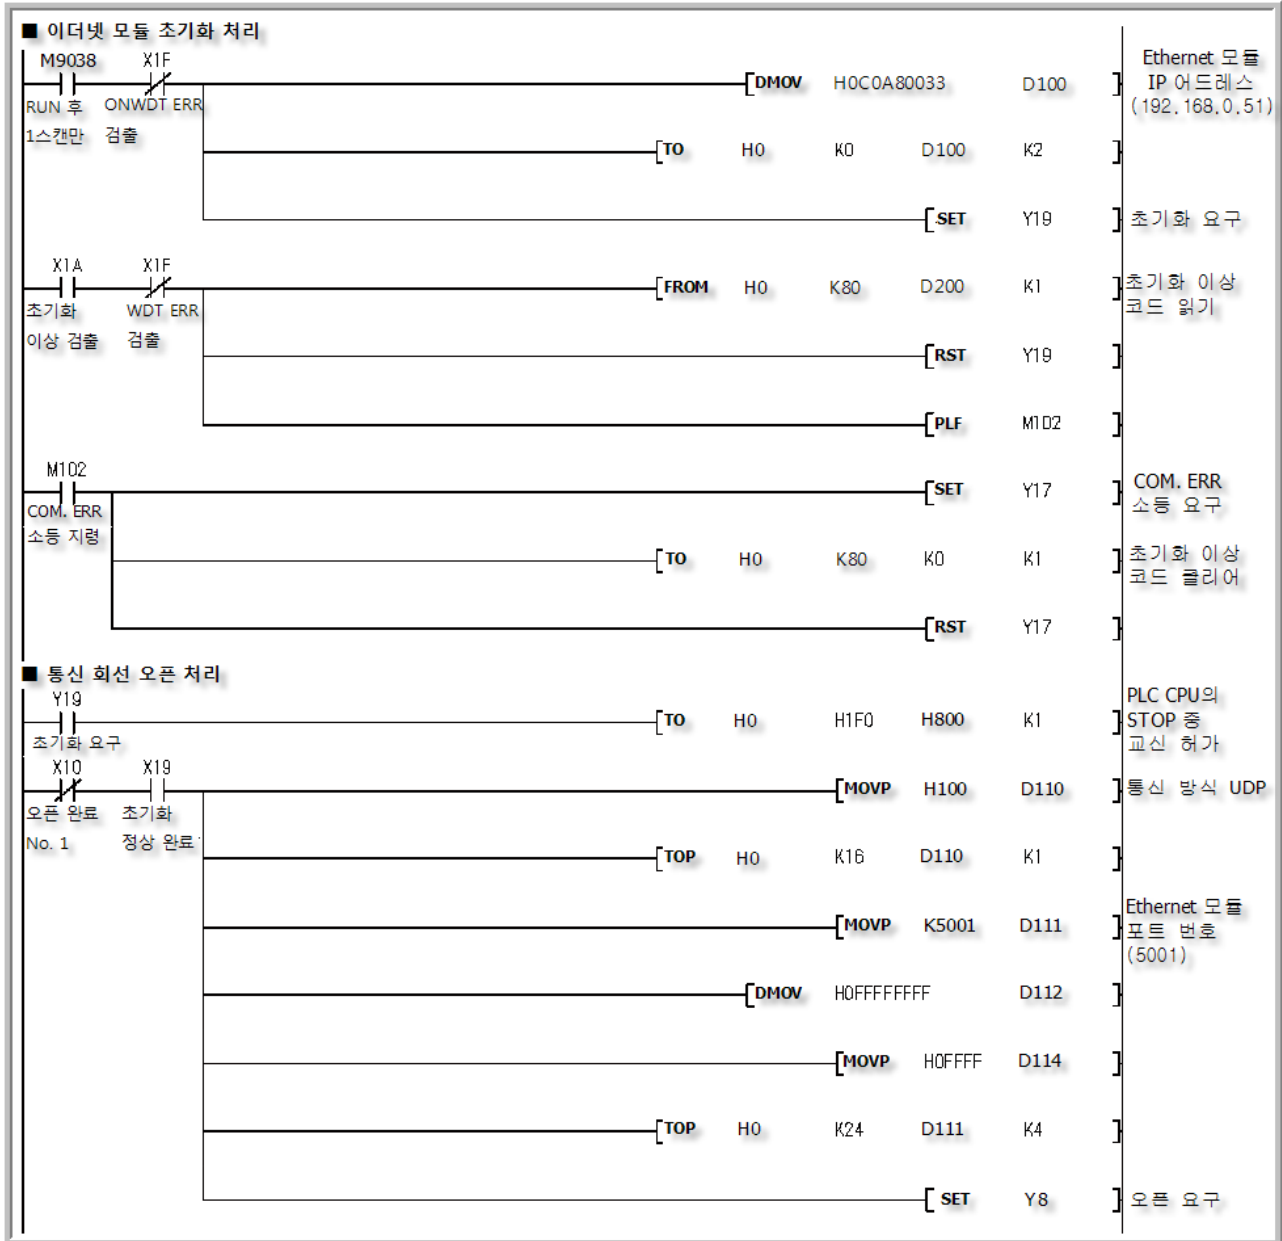 ■ 이더넷 모듈 초기화 처리
M9038 X1F
RUN 후 ONWDT ERR
1스캔만 검출
DMOV H0C0A80033 D100
Ethernet 모듈
IP 어드레스
(192.168.0.51)
TO H0 K0 D100 K2
SET Y19 초기화 요구
X1A X1F
초기화 WDT ERR
이상 검출 검출
FROM H0 K80 D200 K1
초기화 이상
코드 읽기
RST Y19
PLF M102
M102
COM. ERR
소등 지령
SET Y17
COM. ERR
소등 요구
TO H0 K80 K0 K1
초기화 이상
코드 클리어
RST Y17
■ 통신 회선 오픈 처리
Y19
초기화 요구
TO H0 H1F0 H800 K1
PLC CPU의
STOP 중
교신 허가
X10 X19
오픈 완료 초기화
No. 1 정상 완료
MOVP H100 D110 통신 방식 UDP
TOP H0 K16 D110 K1
MOVP K5001 D111
Ethernet 모듈
포트 번호
(5001)
DMOV H0FFFFFFFF D112
MOVP H0FFFF D114
TOP H0 K24 D111 K4
SET Y8 오픈 요구